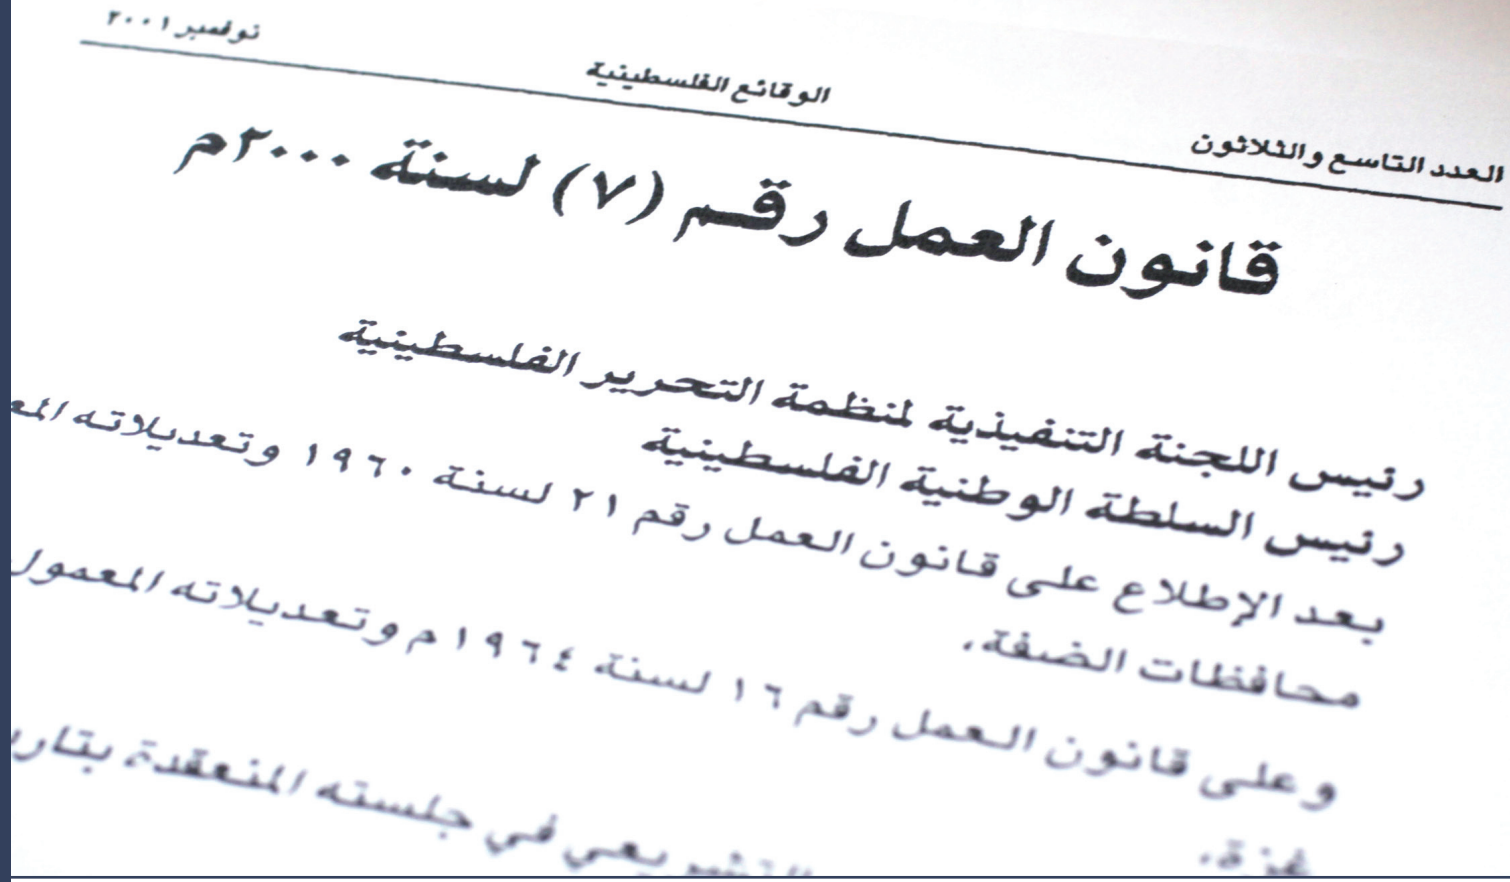 العدد التاسع والثلاثون الوقائع الفلسطينية نوفمبر ٢٠٠١
قانون العمل رقم (٧) لسنة ٢٠٠٠م
رئيس اللجنة التنفيذية لمنظمة التحرير الفلسطينية
رئيس السلطة الوطنية الفلسطينية
بعد الإطلاع على قانون العمل رقم ٢١ لسنة ١٩٦٠ وتعديلاته
محافظات الضفة،
وعلى قانون العمل رقم ١٦ لسنة ١٩٦٤م وتعديلاته المعمول
غزة،
التشريعي في جلسته المنعقدة